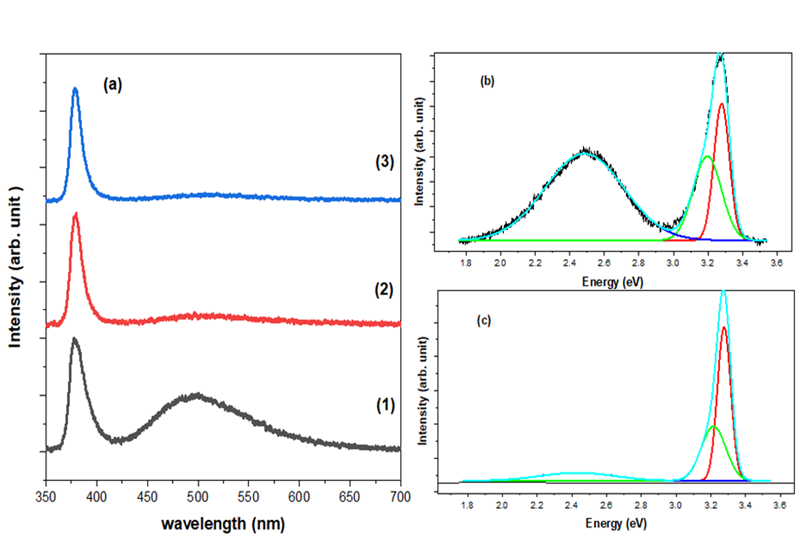 (a)
(3)
(2)
(1)
Intensity (arb. unit )
350 400 450 500 550 600 650 700
wavelength (nm)
(b)
Intensity (arb. unit)
1.8 2.0 2.2 2.4 2.6 2.8 3.0 3.2 3.4 3.6
Energy (eV)
(c)
Intensity (arb. unit)
1.8 2.0 2.2 2.4 2.6 2.8 3.0 3.2 3.4 3.6
Energy (eV)